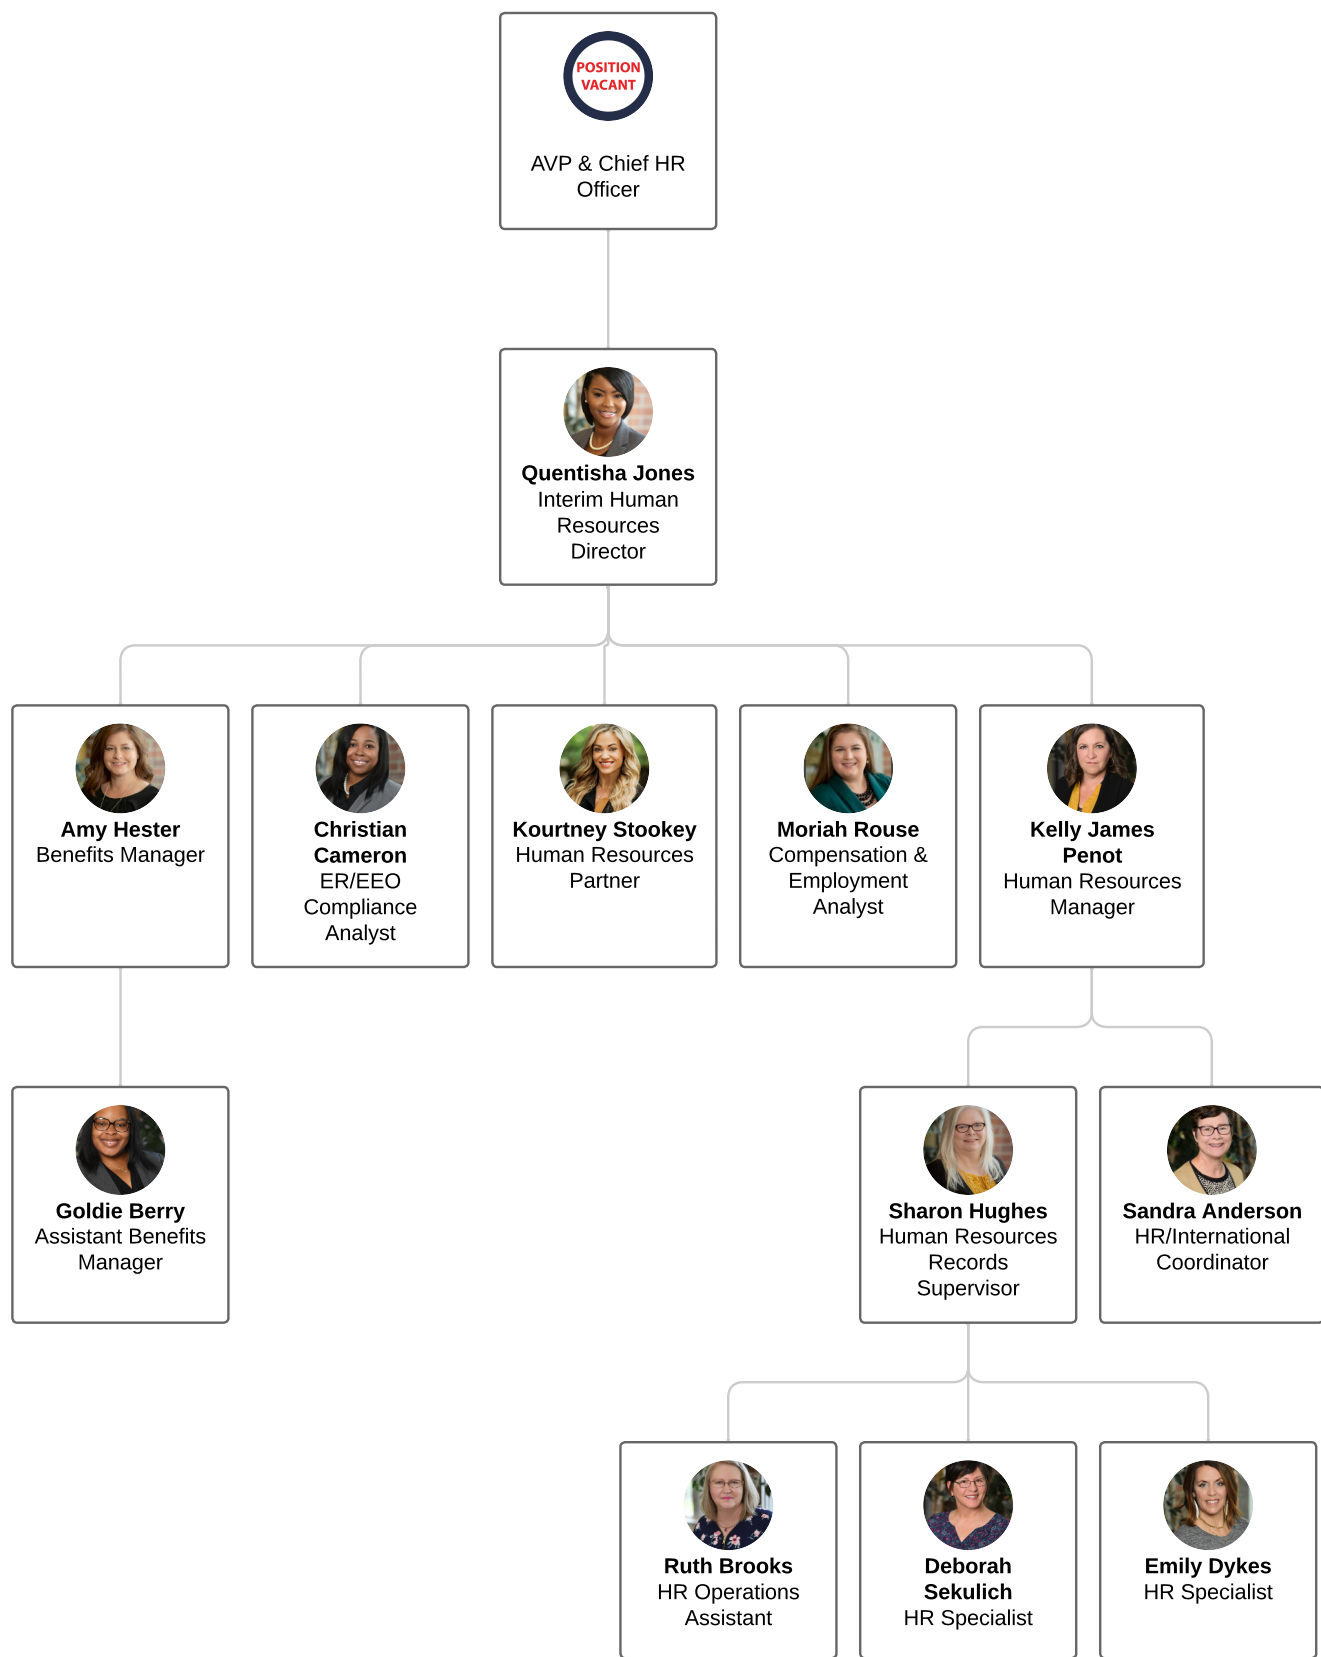 POSITION
VACANT
AVP & Chief HR
Officer
Quentisha Jones
Interim Human
Resources
Director
Amy Hester
Benefits Manager
Christian
Cameron
ER/EEO
Compliance
Analyst
Kourtney Stookey
Human Resources
Partner
Moriah Rouse
Compensation &
Employment
Analyst
Kelly James
Penot
Human Resources
Manager
Goldie Berry
Assistant Benefits
Manager
Sharon Hughes
Human Resources
Records
Supervisor
Sandra Anderson
HR/International
Coordinator
Ruth Brooks
HR Operations
Assistant
Deborah
Sekulich
HR Specialist
Emily Dykes
HR Specialist